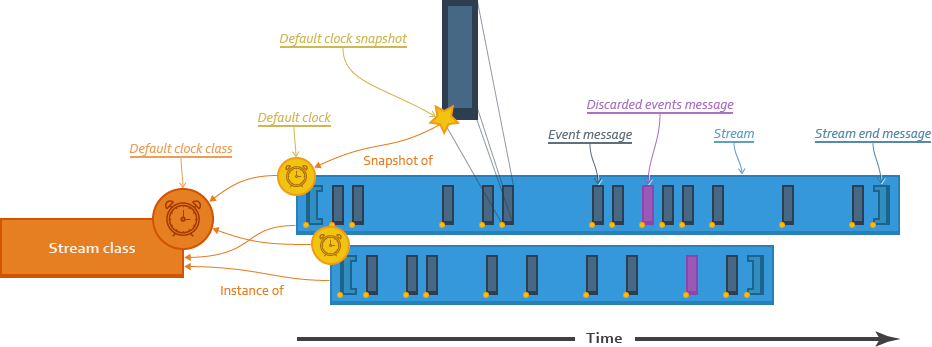 Default clock snapshot
Discarded events message
Default clock
Event message
Stream
Stream end message
Default clock class
Snapshot of
Stream class
Instance of
Time